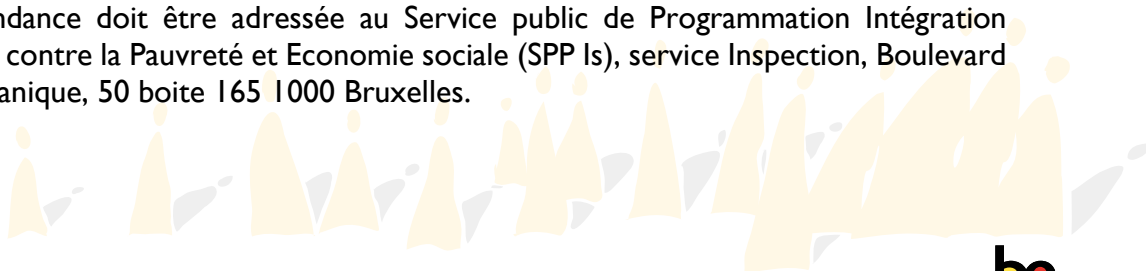 ndance doit être adressée au Service public de Programmation Intégration
contre la Pauvreté et Economie sociale (SPP Is), service Inspection, Boulevard
anique, 50 boite 165 1000 Bruxelles.
be